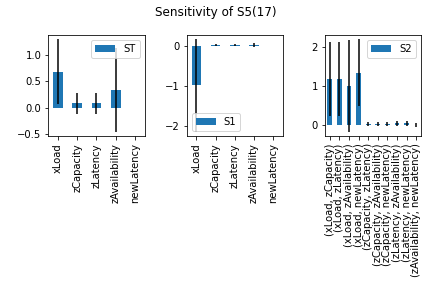 Sensitivity of S5(17)
ST
1.0
0.5
0.0
−0.5
xLoad
zCapacity
zLatency
zAvailability
newLatency
S1
0
−1
−2
xLoad
zCapacity
zLatency
zAvailability
newLatency
S2
2
1
0
(xLoad, zCapacity)
(xLoad, zLatency)
(xLoad, zAvailability)
(xLoad, newLatency)
(zCapacity, zLatency)
(zCapacity, zAvailability)
(zCapacity, newLatency)
(zLatency, zAvailability)
(zLatency, newLatency)
(zAvailability, newLatency)